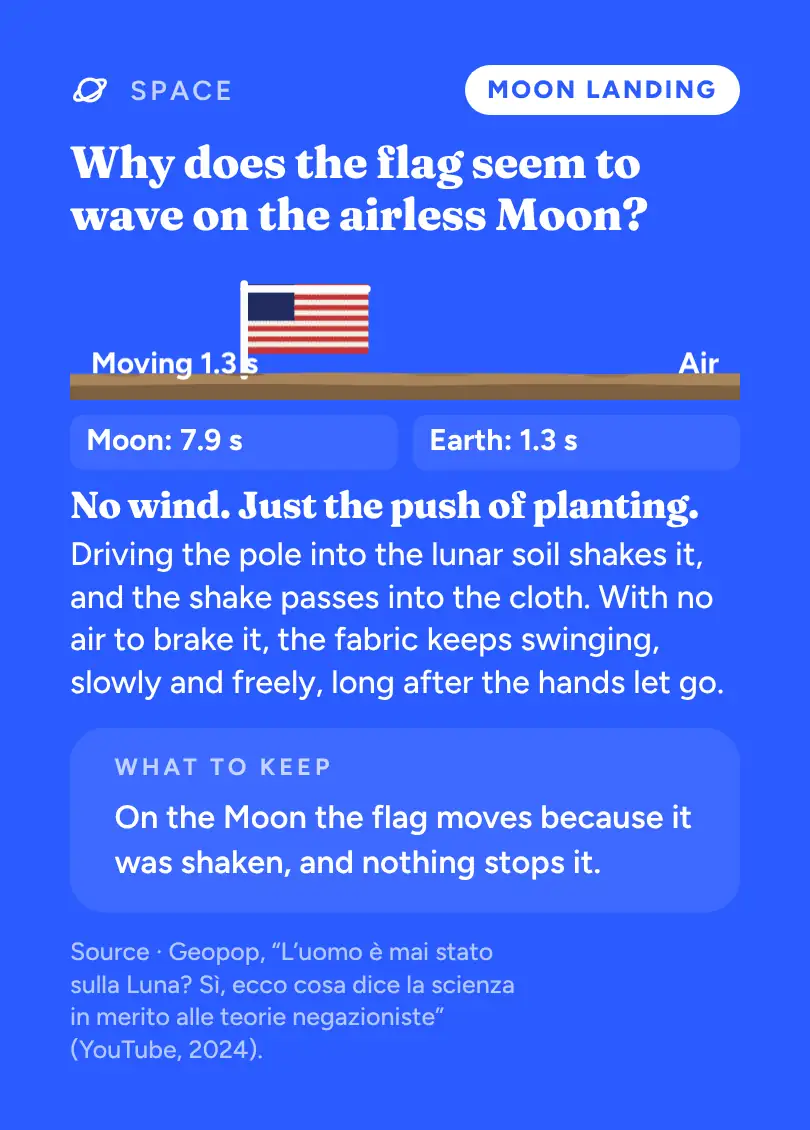 SPACE
MOON LANDING
Why does the flag seem to
wave on the airless Moon?
Moving 1.3 s
Air
Moon: 7.9 s
Earth: 1.3 s
No wind. Just the push of planting.
Driving the pole into the lunar soil shakes it,
and the shake passes into the cloth. With no
air to brake it, the fabric keeps swinging,
slowly and freely, long after the hands let go.
WHAT TO KEEP
On the Moon the flag moves because it
was shaken, and nothing stops it.
Source · Geopop, “L’uomo è mai stato
sulla Luna? Sì, ecco cosa dice la scienza
in merito alle teorie negazioniste”
(YouTube, 2024).